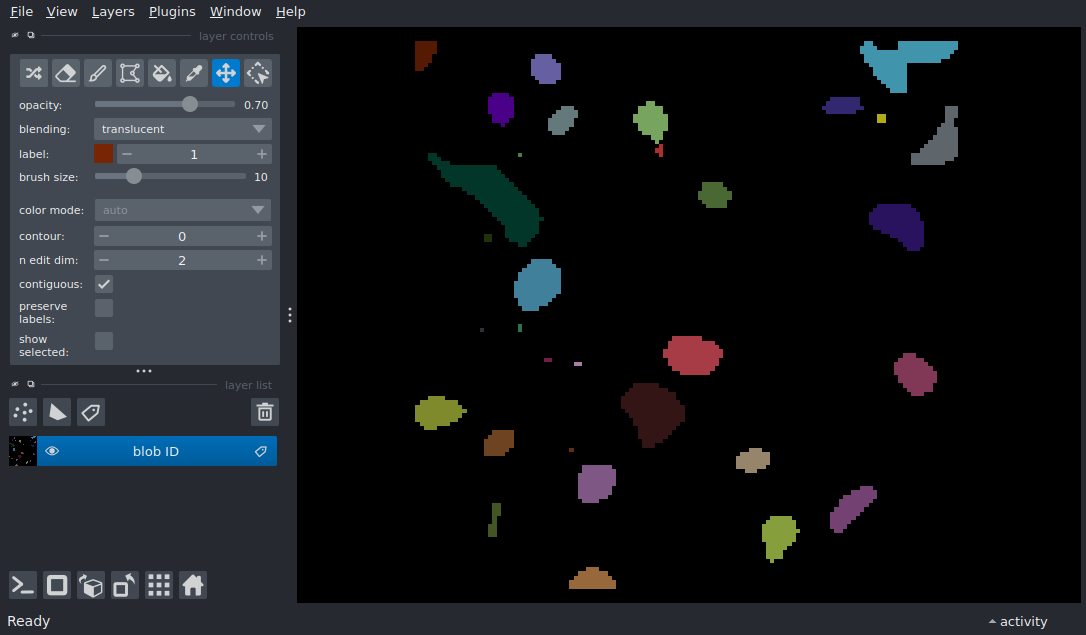 File View Layers Plugins Window Help
layer controls
opacity: 0.70
blending: translucent
label: 1
brush size: 10
color mode: auto
contour: 0
n edit dim: 2
contiguous:
preserve
labels:
show
selected:
layer list
blob ID
Ready
activity